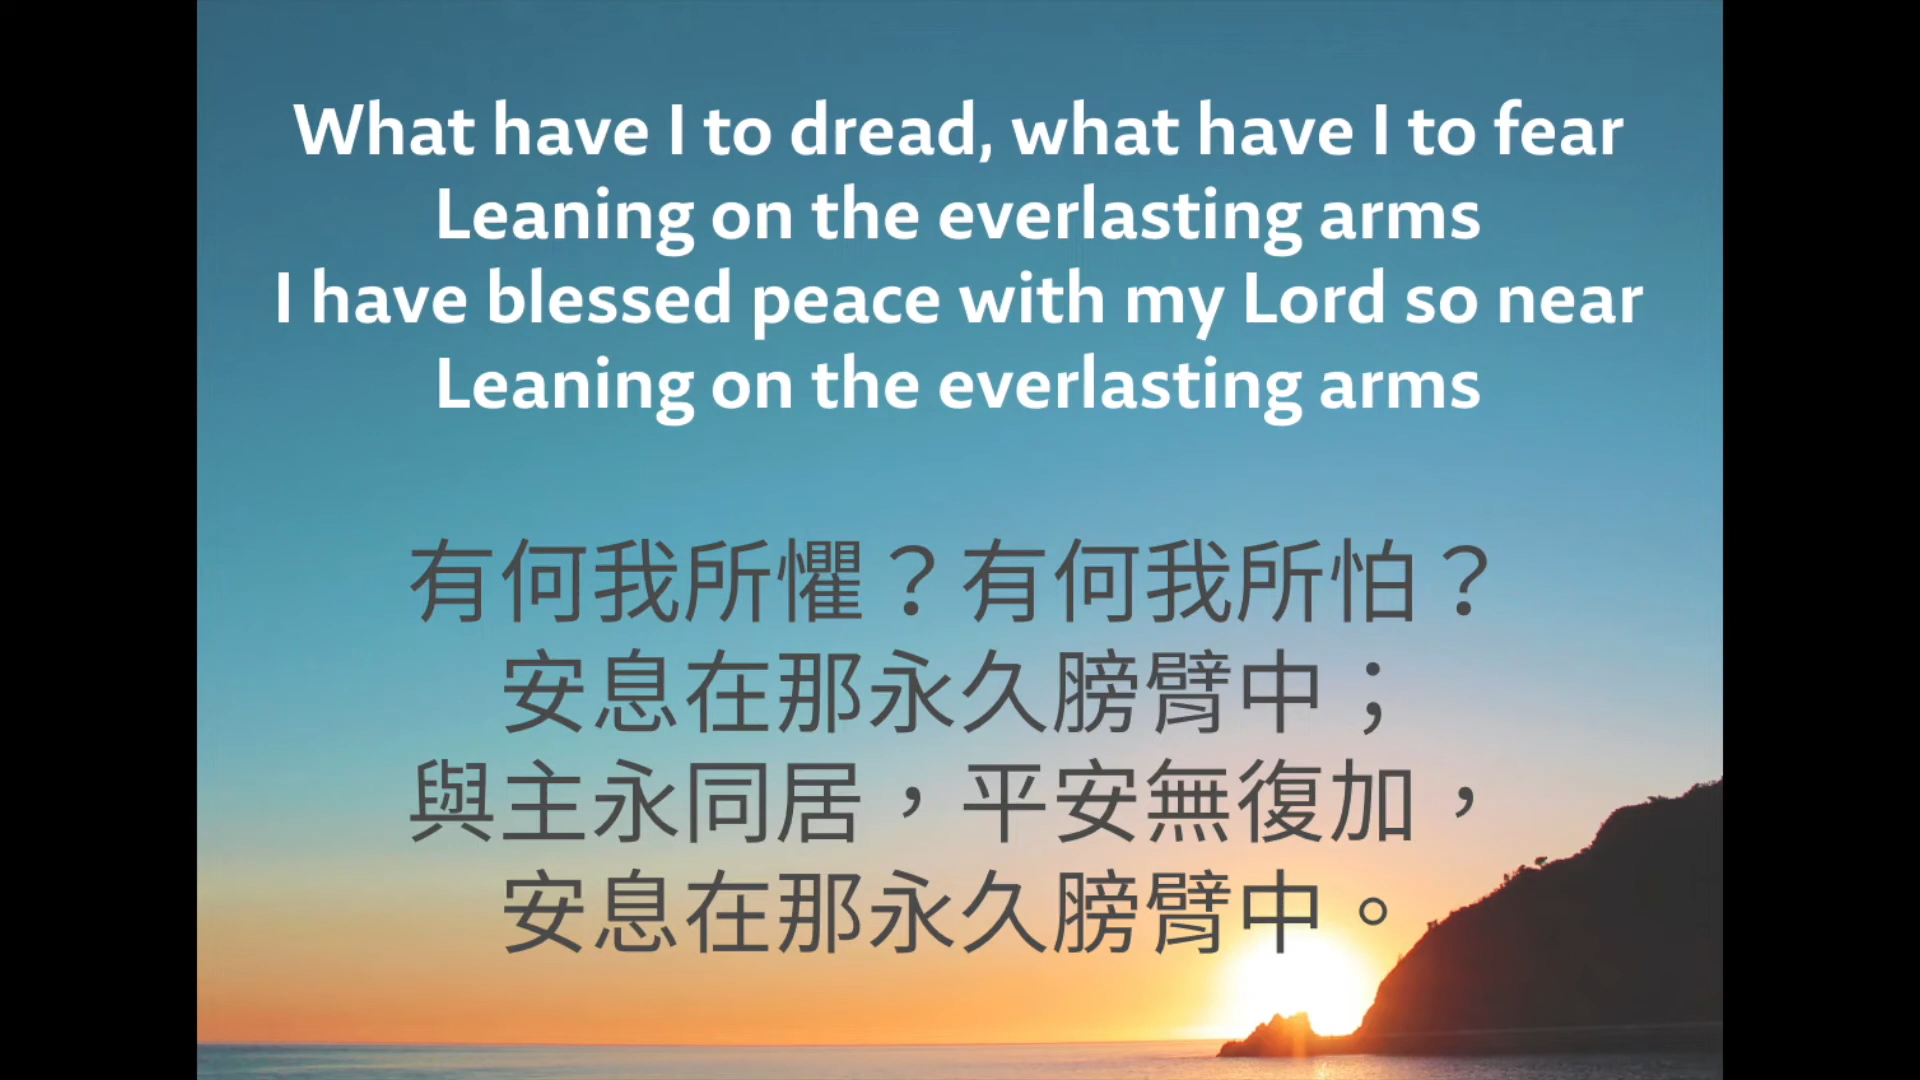 What have I to dread, what have I to fear
Leaning on the everlasting arms
I have blessed peace with my Lord so near
Leaning on the everlasting arms
有何我所懼？有何我所怕？
安息在那永久膀臂中；
與主永同居，平安無復加，
安息在那永久膀臂中。